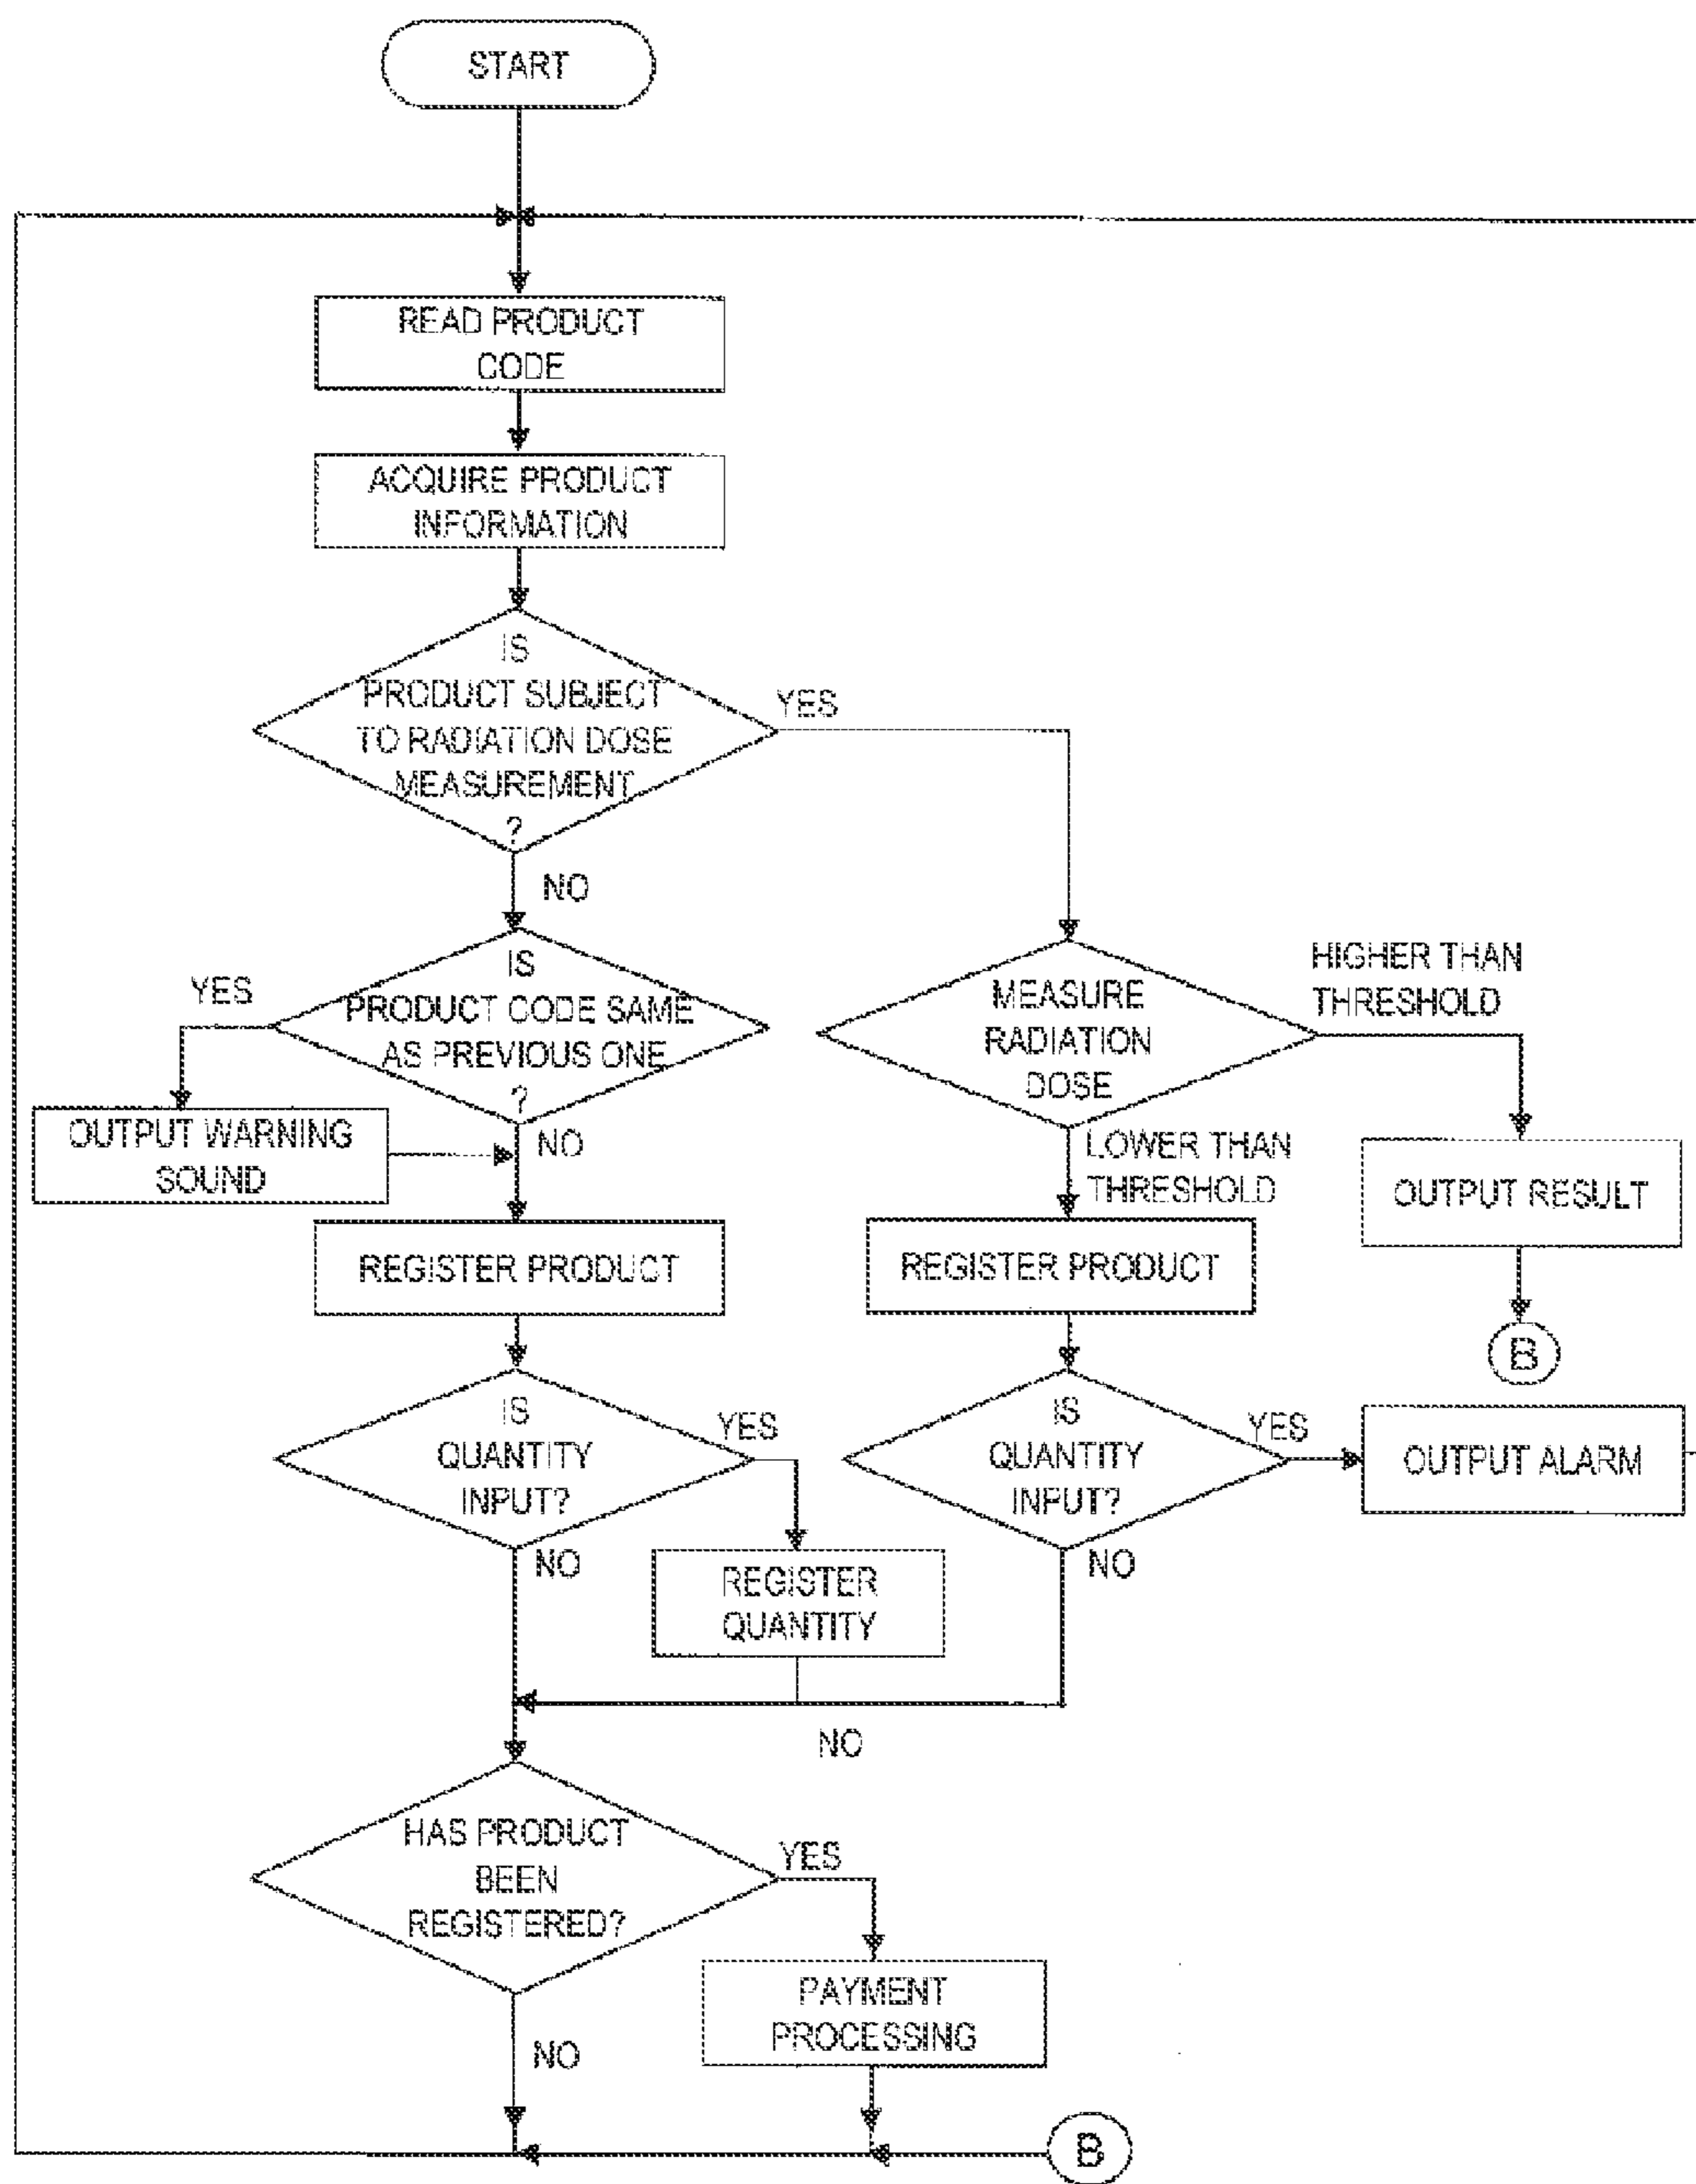 START
READ PRODUCT
CODE
ACQUIRE PRODUCT
INFORMATION
IS
PRODUCT SUBJECT
TO RADIATION DOSE
MEASUREMENT
?
YES
NO
IS
PRODUCT CODE SAME
AS PREVIOUS ONE
?
YES
NO
OUTPUT WARNING
SOUND
MEASURE
RADIATION
DOSE
HIGHER THAN
THRESHOLD
LOWER THAN
THRESHOLD
OUTPUT RESULT
B
REGISTER PRODUCT
REGISTER PRODUCT
IS
QUANTITY
INPUT?
YES
NO
REGISTER
QUANTITY
IS
QUANTITY
INPUT?
YES
NO
OUTPUT ALARM
NO
HAS PRODUCT
BEEN
REGISTERED?
YES
NO
PAYMENT
PROCESSING
B